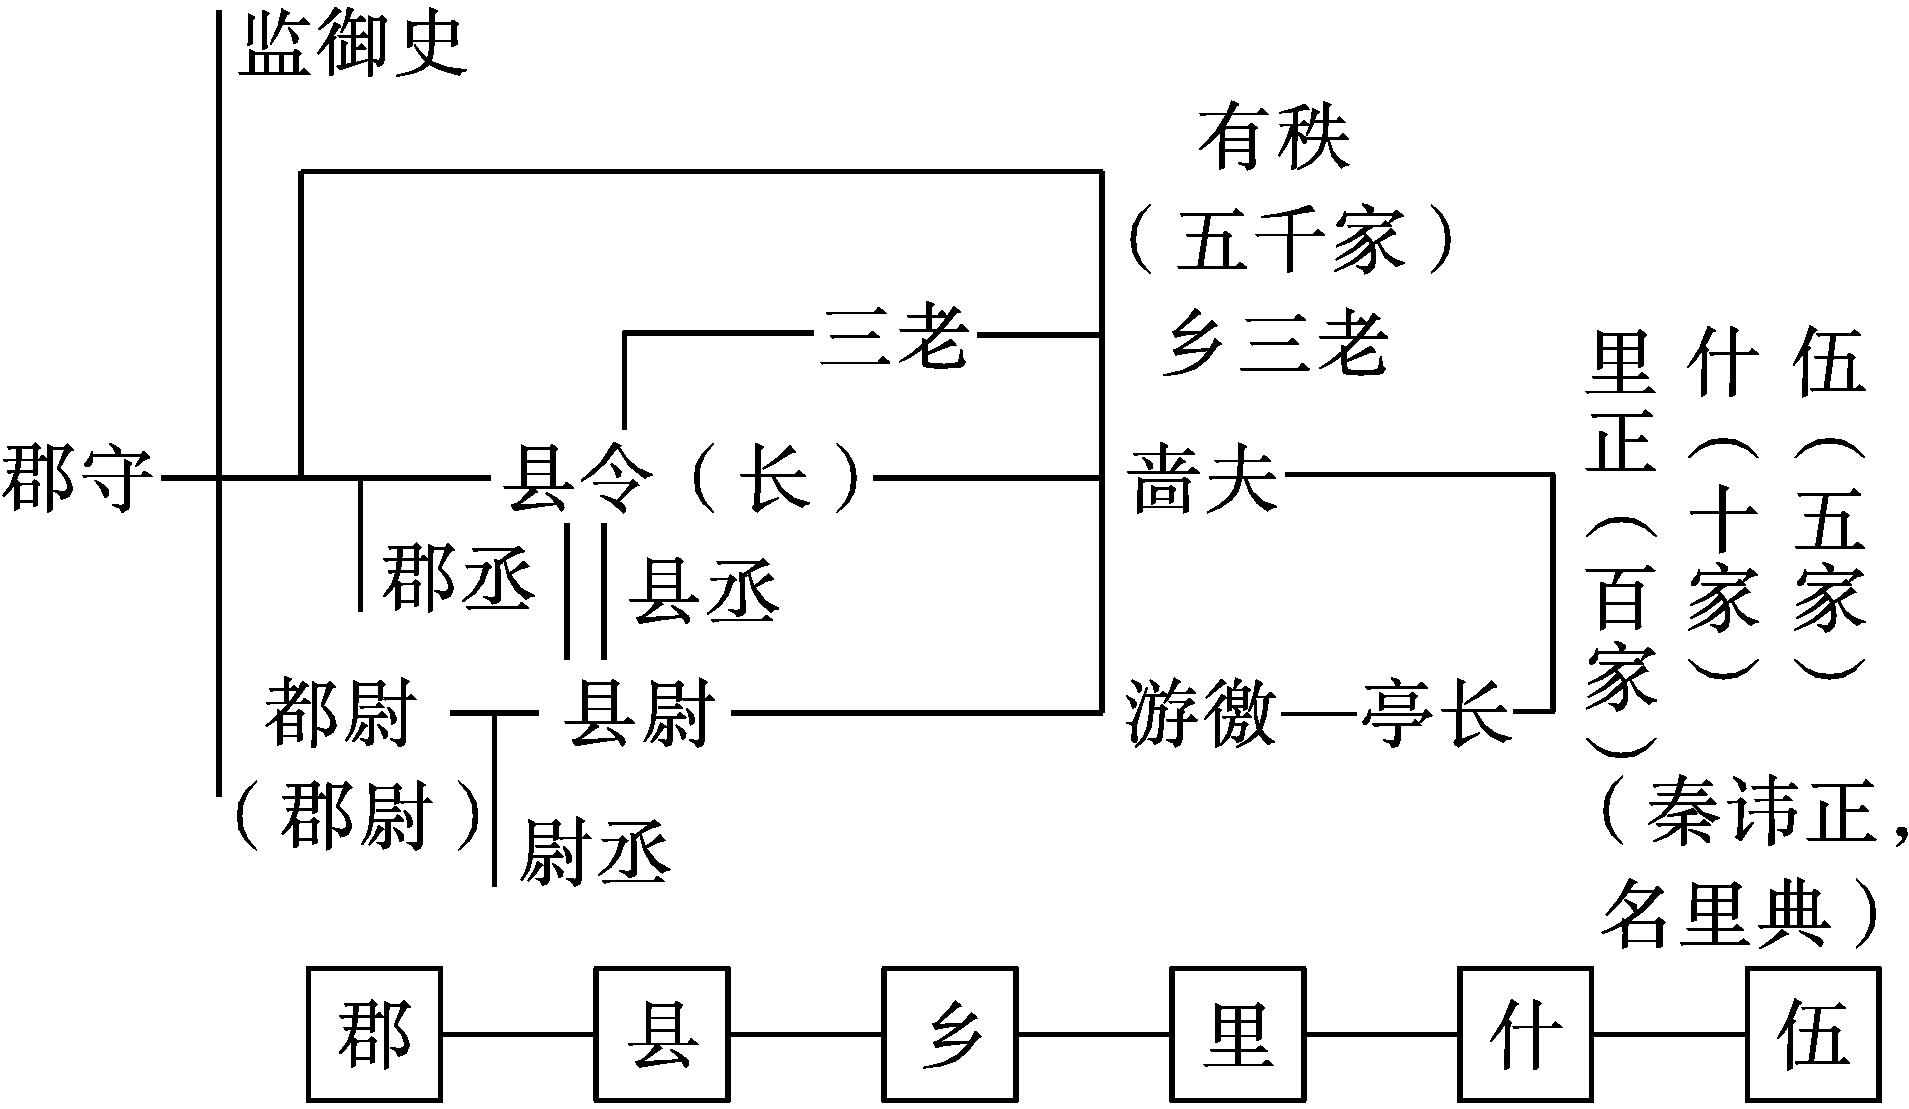 监御史
有秩
（五千家）
三老
乡三老
郡守
县令（长）
啬夫
郡丞
县丞
都尉
（郡尉）
县尉
尉丞
游徼
亭长
里正（百家）
什（十家）
伍（五家）
（秦讳正，
名里典）
郡
县
乡
里
什
伍